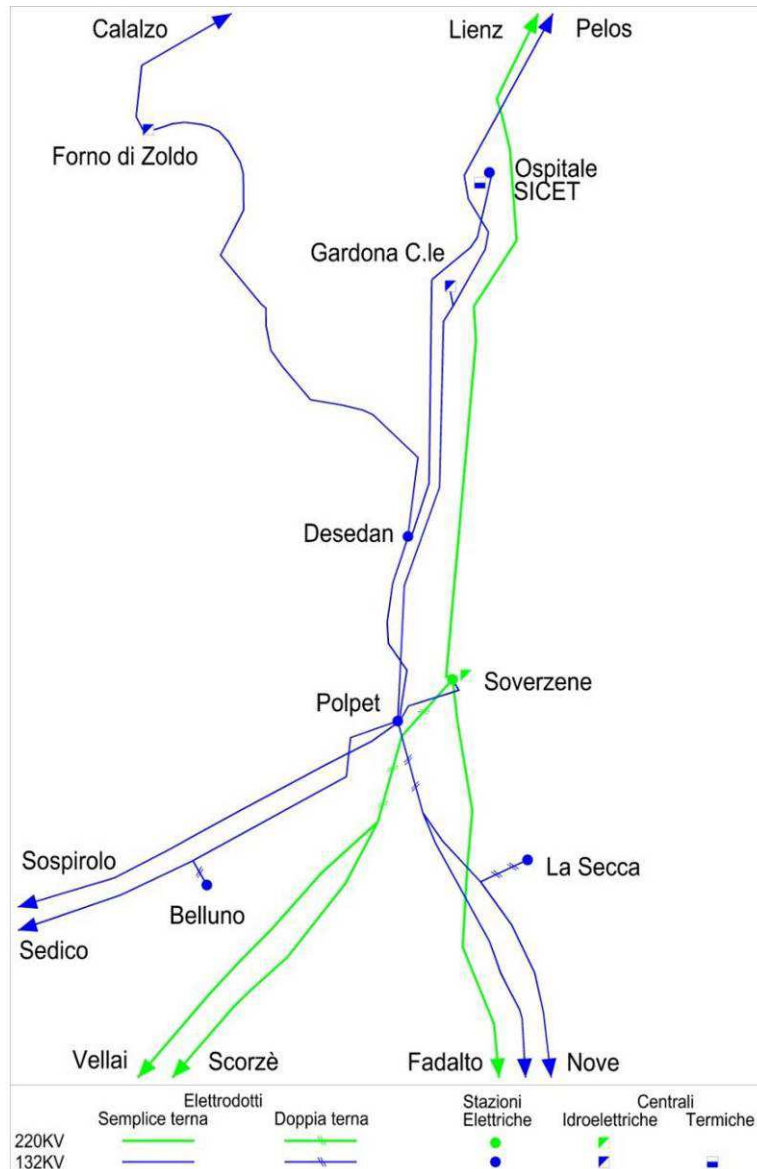 Calalzo
Lienz
Pelos
Forno di Zoldo
Ospitale
SICET
Gardona C.le
Desedan
Soverzene
Polpet
Sospirolo
Sedico
Belluno
La Secca
Vellai
Scorzè
Fadalto
Nove
Elettrodotti
Semplice terna
Doppia terna
Stazioni
Elettriche
Centrali
Idroelettriche
Termiche
220KV
132KV